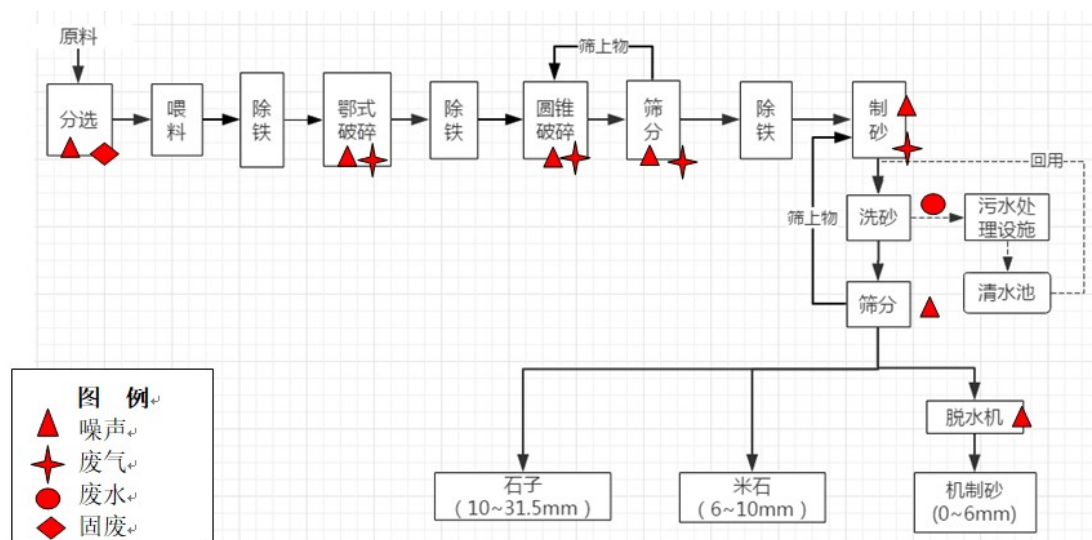 原料
分选
喂
料
除
铁
鄂式
破碎
除
铁
圆锥
破碎
筛上物
筛
分
除
铁
制
砂
回用
洗砂
污水处
理设施
筛上物
清水池
筛分
脱水机
石子
（10~31.5mm）
米石
（6~10mm）
机制砂
(0~6mm)
图 例
噪声
废气
废水
固废